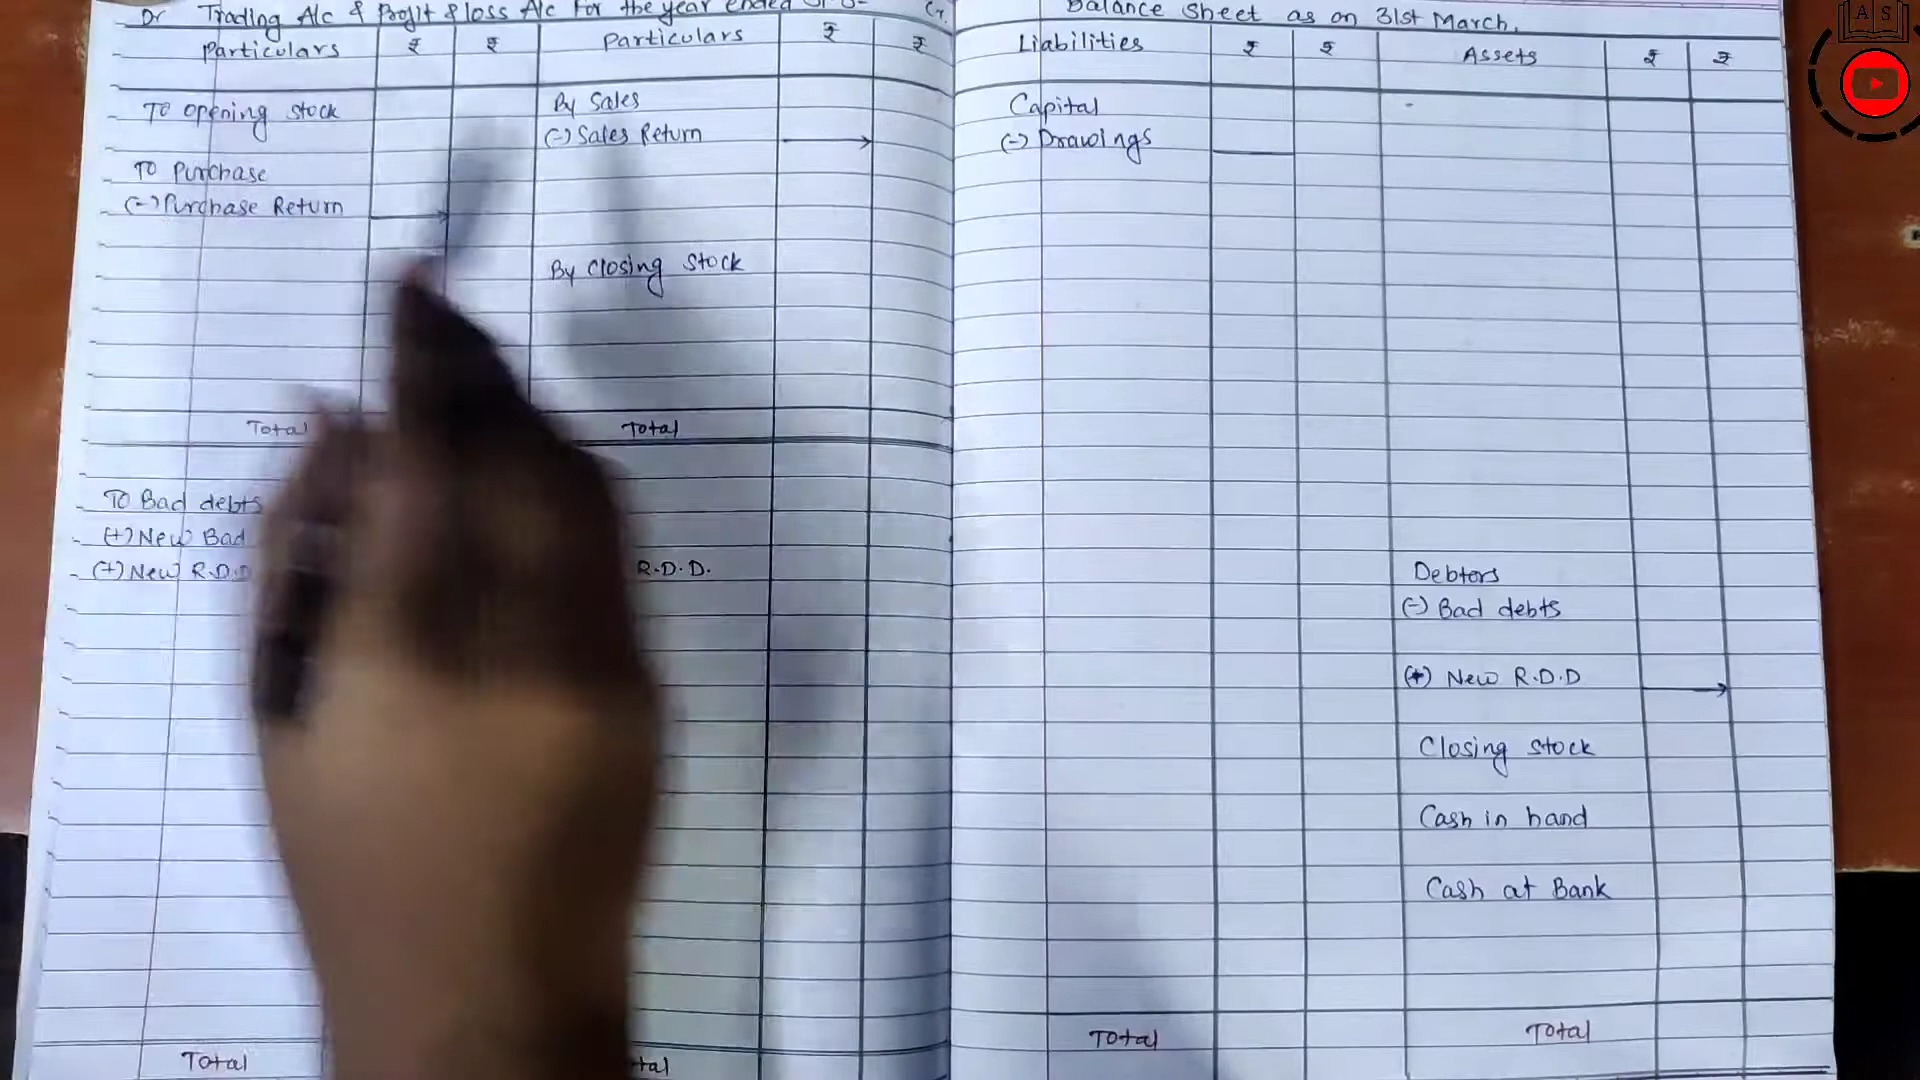 Dr Trading A/c & Profit & loss A/c For the year ended Cr.
Particulars ₹ ₹ Particulars ₹ ₹
To opening stock
To Purchase
(-) Purchase Return
Total
To Bad debts
(+) New Bad
(+) New R.D.D
Total
By Sales
(-) Sales Return
By Closing stock
Total
R.D.D.
Balance Sheet as on 31st March.
Liabilities ₹ ₹ Assets ₹ ₹
Capital
(-) Drawings
Total
Debtors
(-) Bad debts
(+) New R.D.D
Closing stock
Cash in hand
Cash at Bank
Total
A S